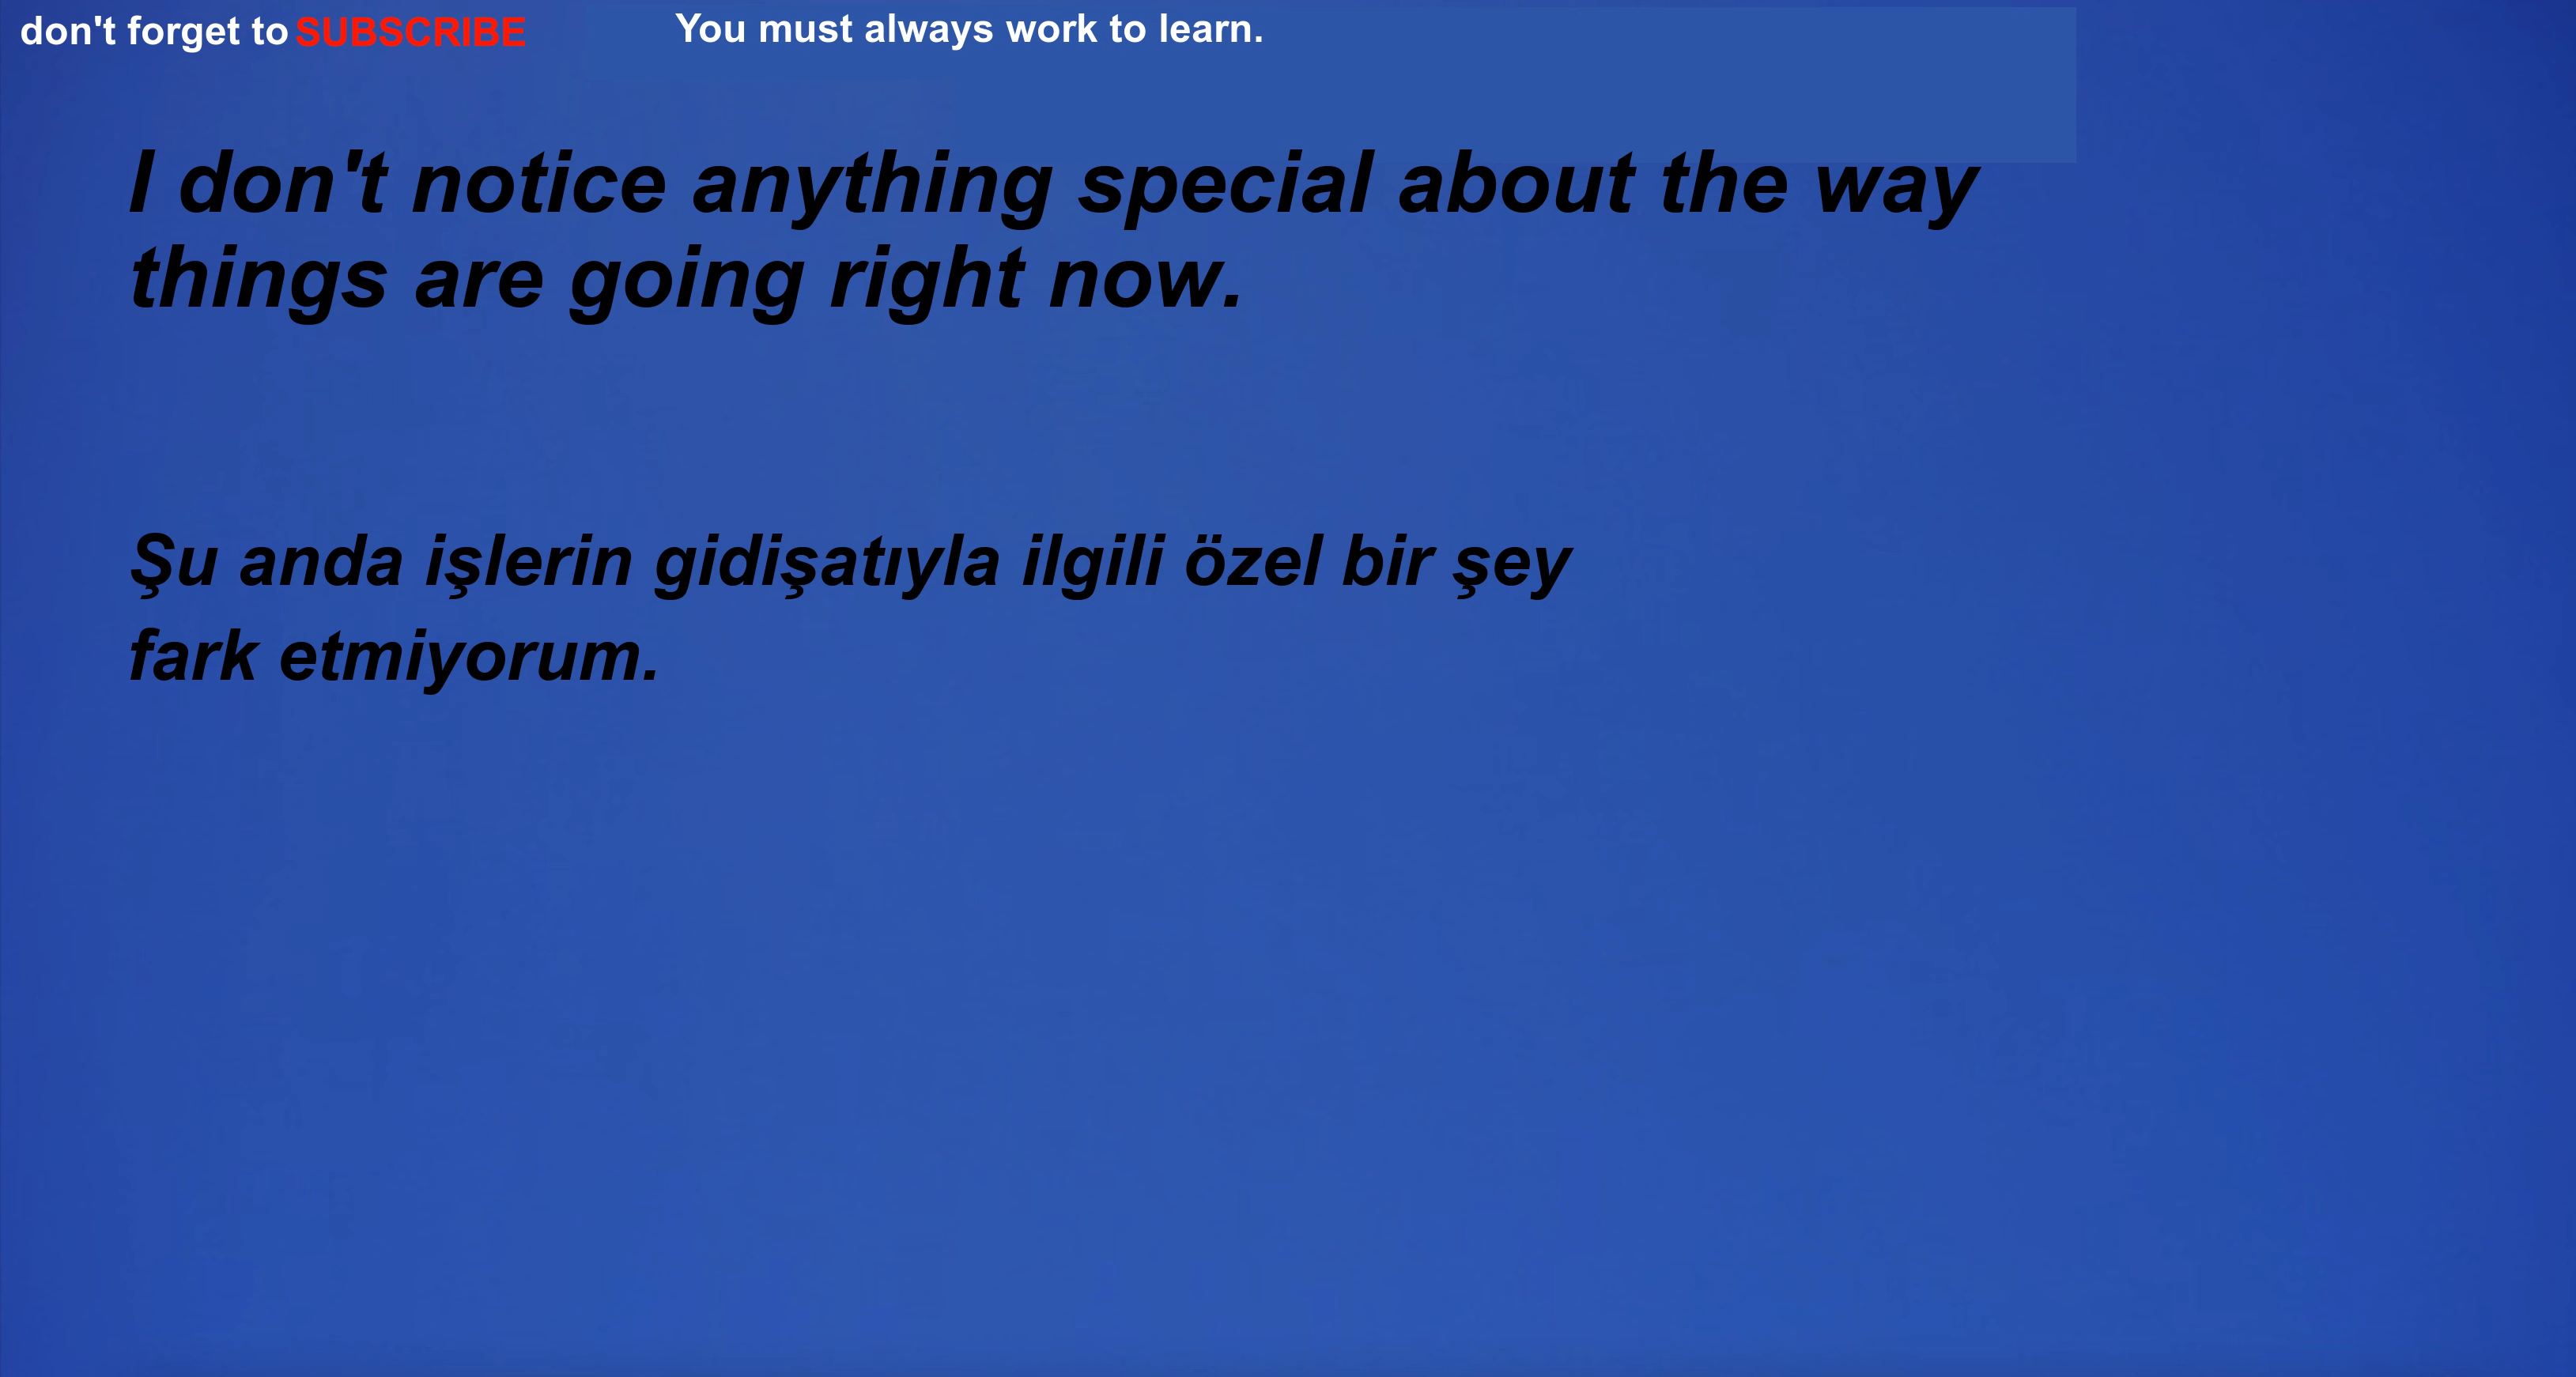 don't forget to SUBSCRIBE
You must always work to learn.
I don't notice anything special about the way
things are going right now.
Şu anda işlerin gidişatıyla ilgili özel bir şey
fark etmiyorum.